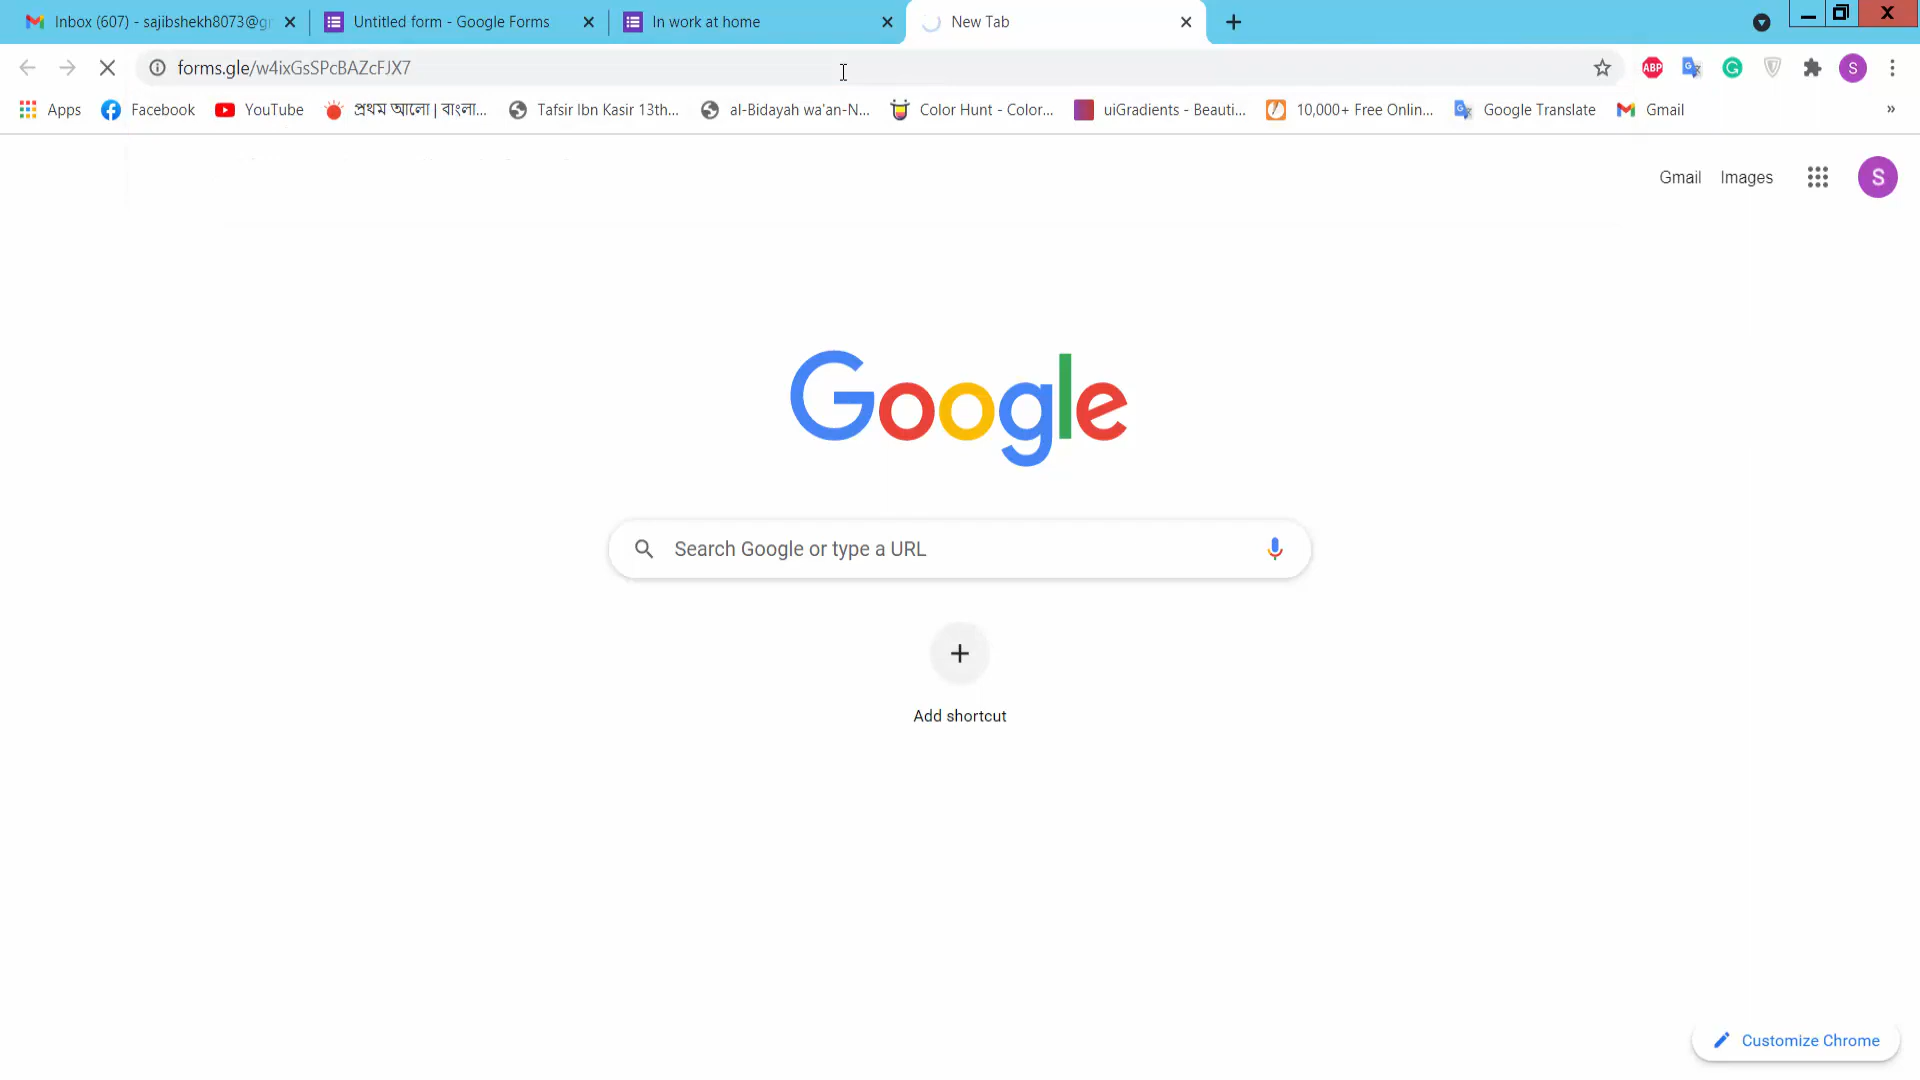 Inbox (607) - sajibshekh8073@gr
Untitled form - Google Forms
In work at home
New Tab
forms.gle/w4ixGsSPcBAZcFJX7
ABP
S
Apps
Facebook
YouTube
প্রথম আলো | বাংলা...
Tafsir Ibn Kasir 13th...
al-Bidayah wa'an-N...
Color Hunt - Color...
uiGradients - Beauti...
10,000+ Free Onlin...
Google Translate
Gmail
»
Gmail
Images
S
Google
Search Google or type a URL
Add shortcut
Customize Chrome